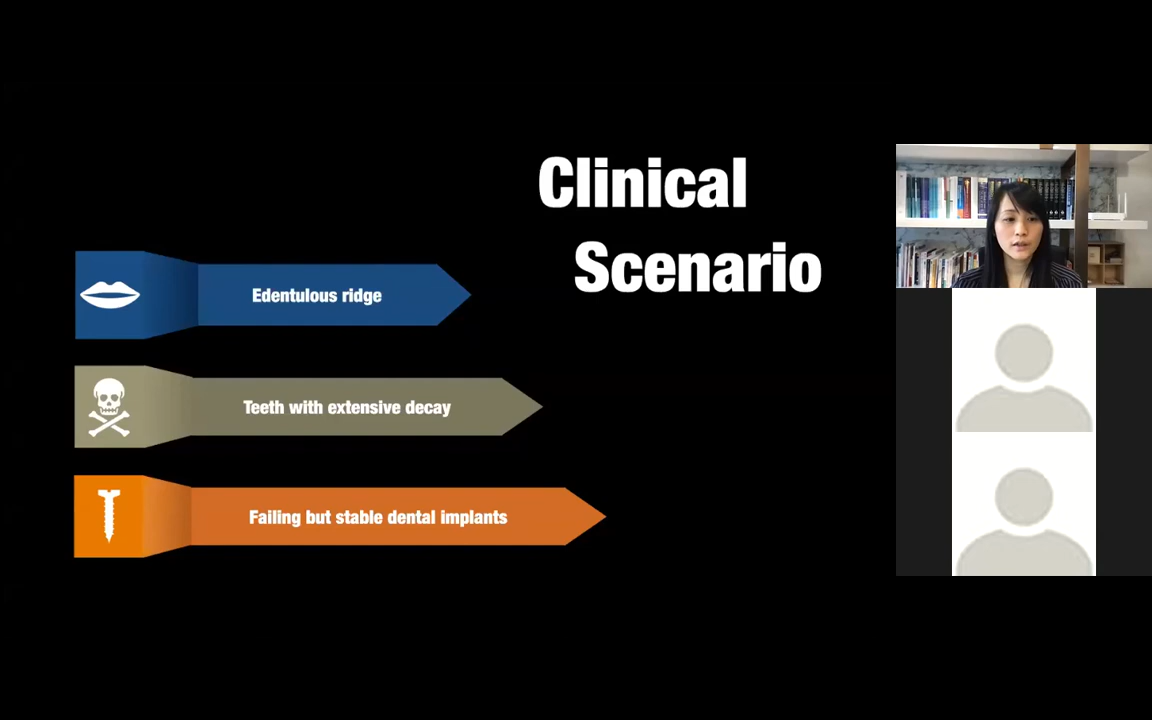 Clinical
Scenario
Edentulous ridge
Teeth with extensive decay
Failing but stable dental implants